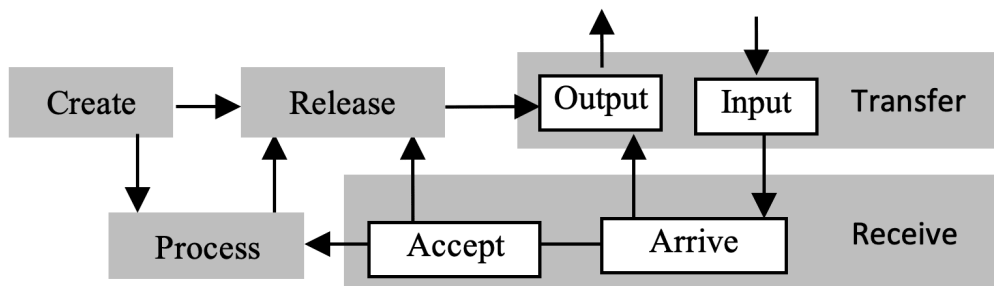 Create
Release
Output
Input
Transfer
Process
Accept
Arrive
Receive